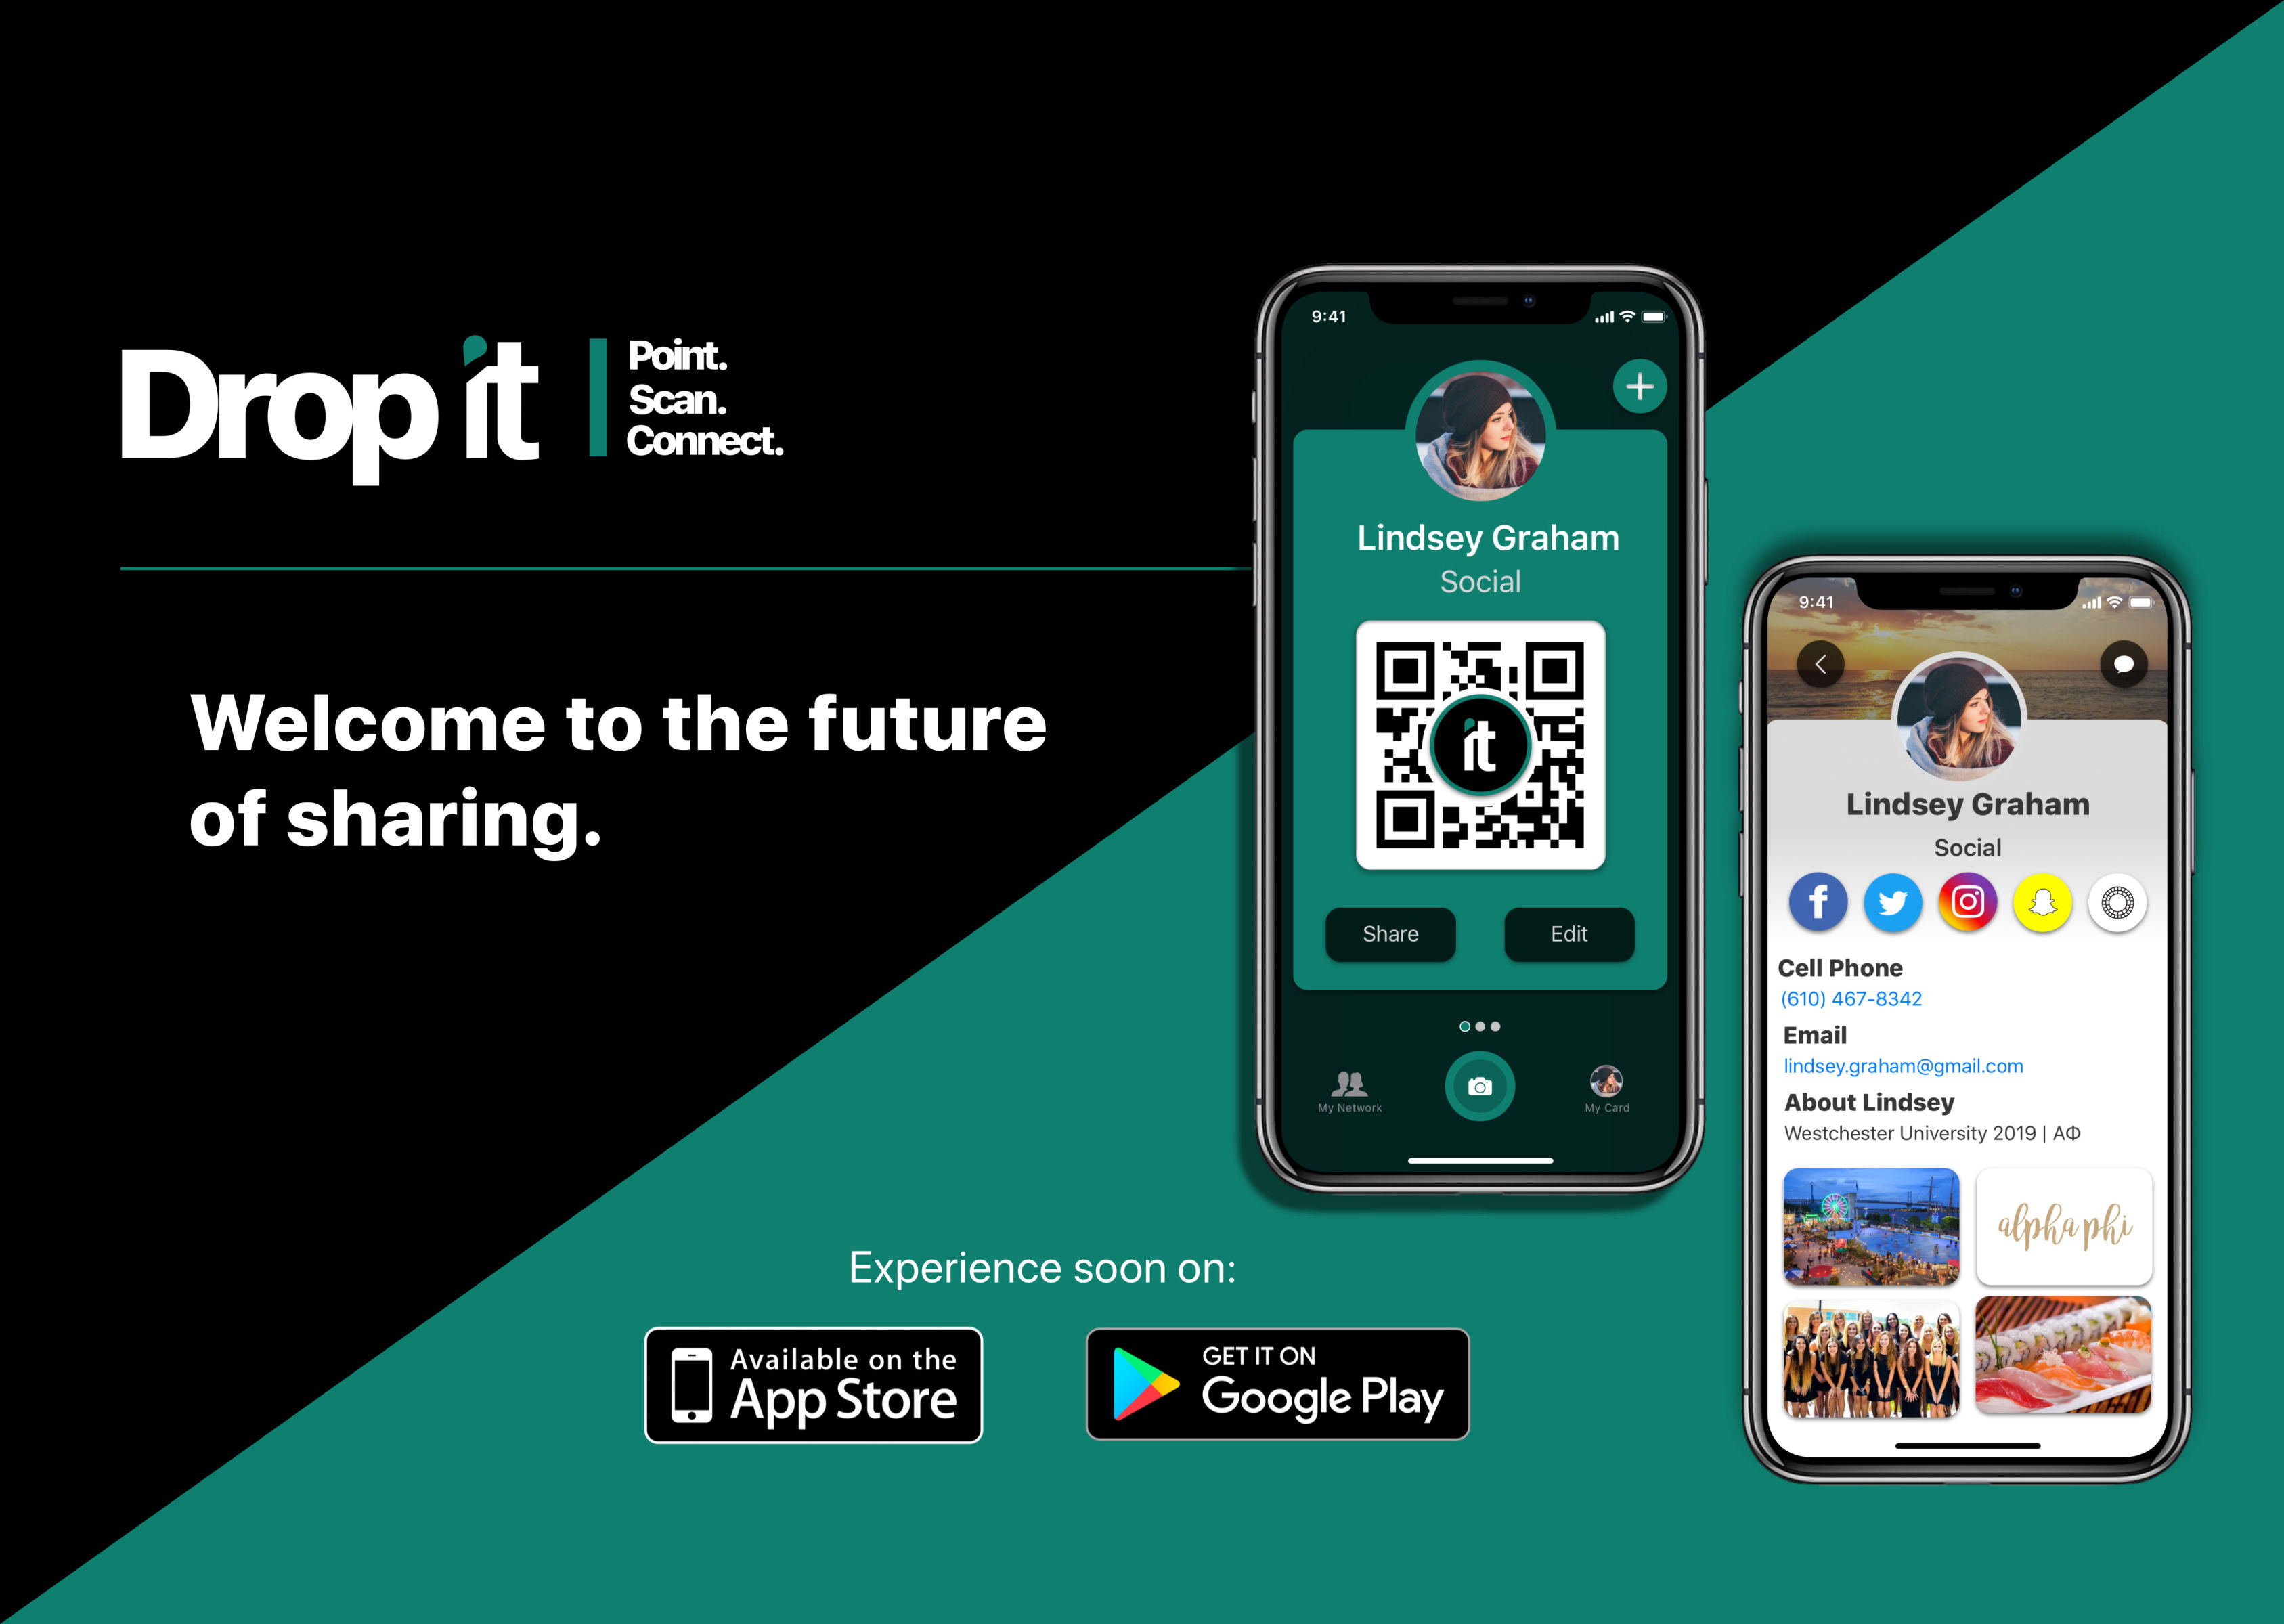 Drop it
Point.
Scan.
Connect.
Welcome to the future
of sharing.
9:41
Lindsey Graham
Social
it
Share
Edit
My Network
My Card
9:41
Lindsey Graham
Social
Cell Phone
(610) 467-8342
Email
lindsey.graham@gmail.com
About Lindsey
Westchester University 2019 | ΑΦ
alpha phi
Experience soon on:
Available on the
App Store
GET IT ON
Google Play